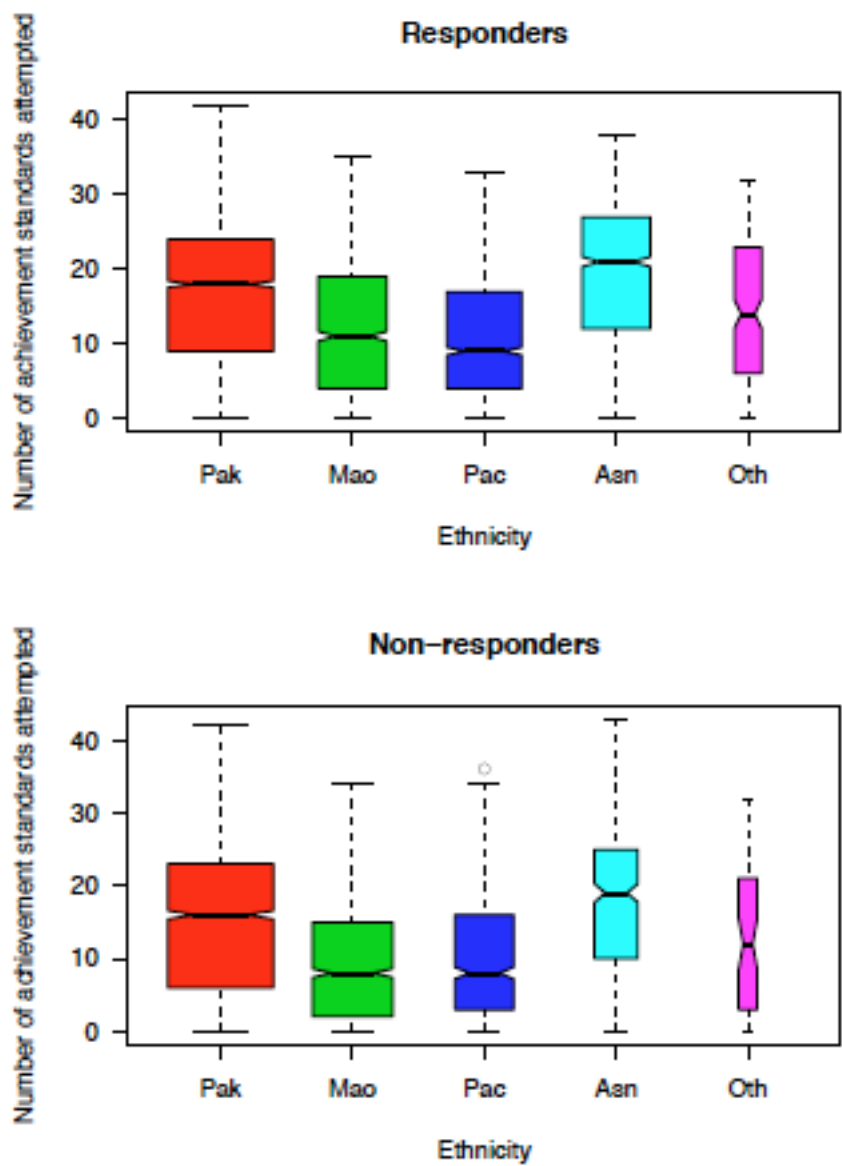 Responders
Number of achievement standards attempted
40
30
20
10
0
Pak Mao Pac Asn Oth
Ethnicity
Non-responders
Number of achievement standards attempted
40
30
20
10
0
Pak Mao Pac Asn Oth
Ethnicity